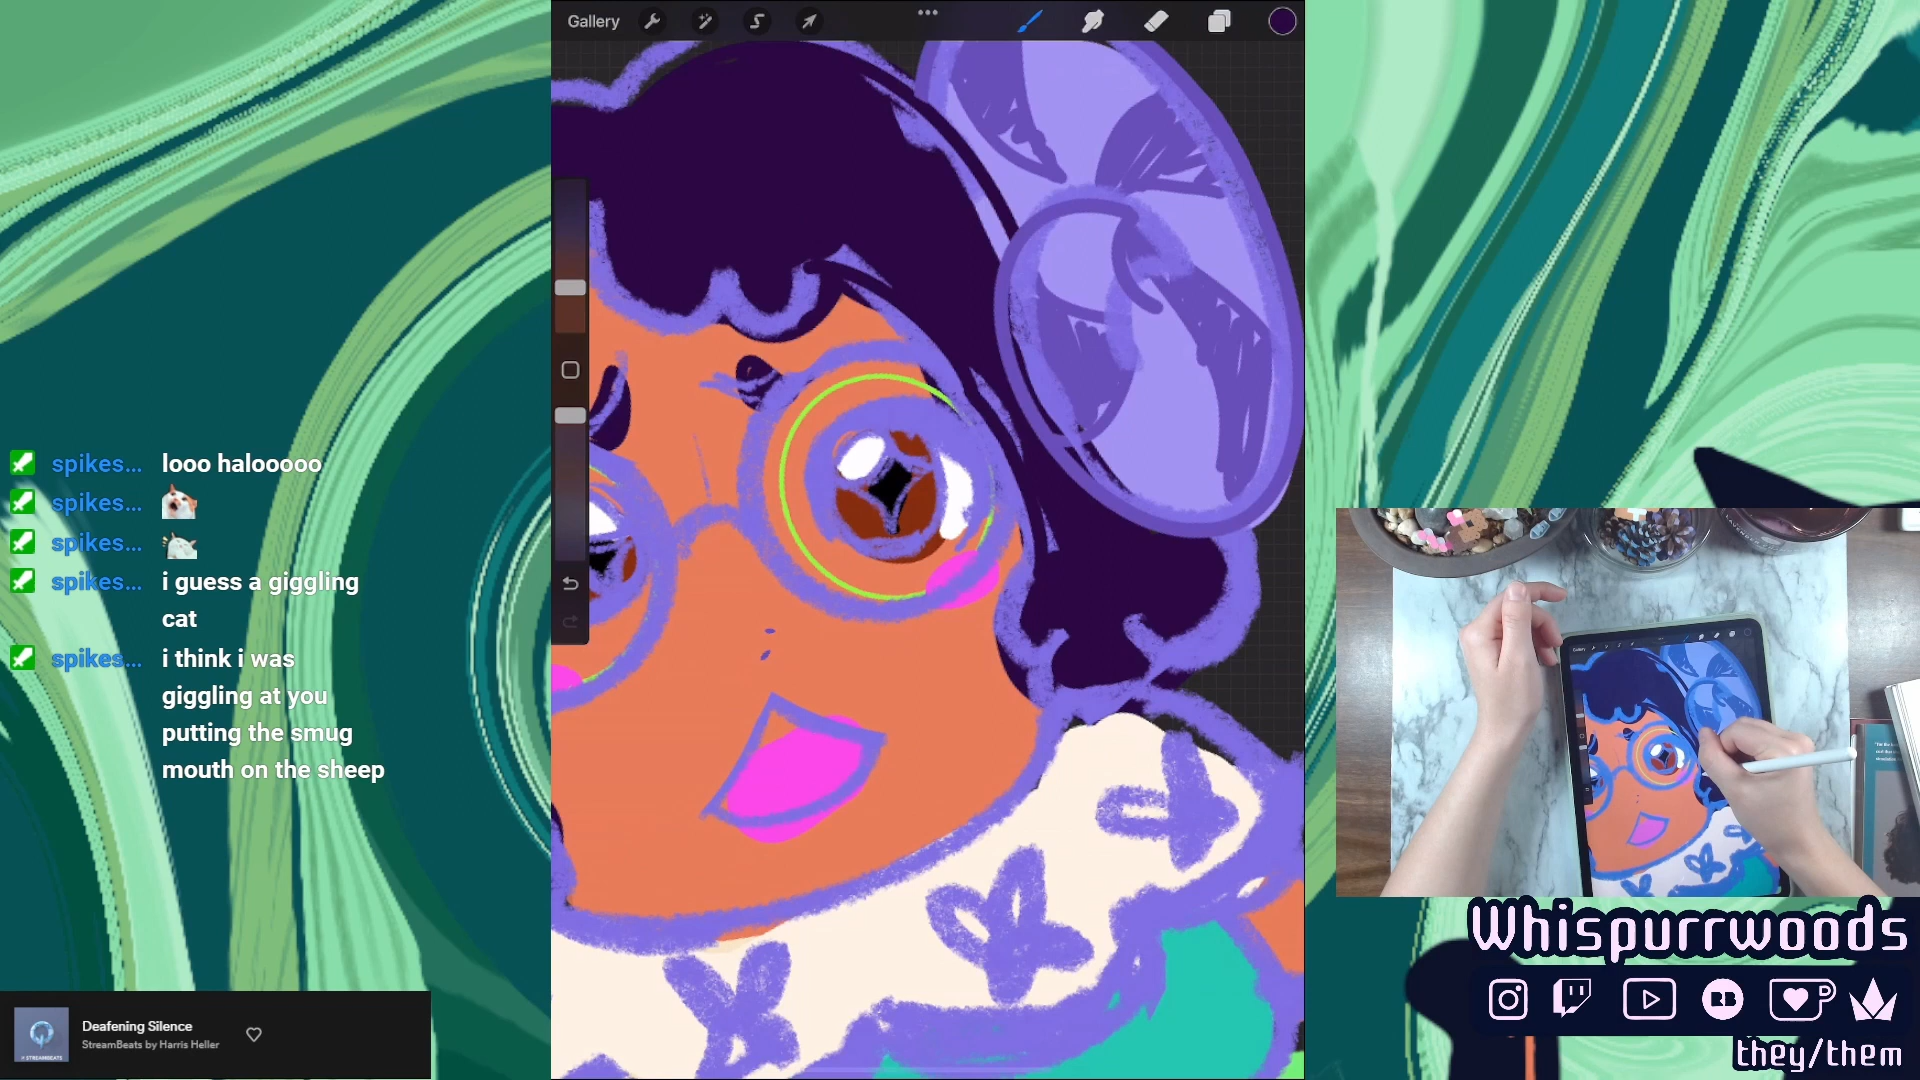 Gallery
spikes... looo halooooo
spikes...
spikes...
spikes... i guess a giggling
cat
spikes... i think i was
giggling at you
putting the smug
mouth on the sheep
Deafening Silence
StreamBeats by Harris Heller
STREAMBEATS
Whispurrwoods
they/them